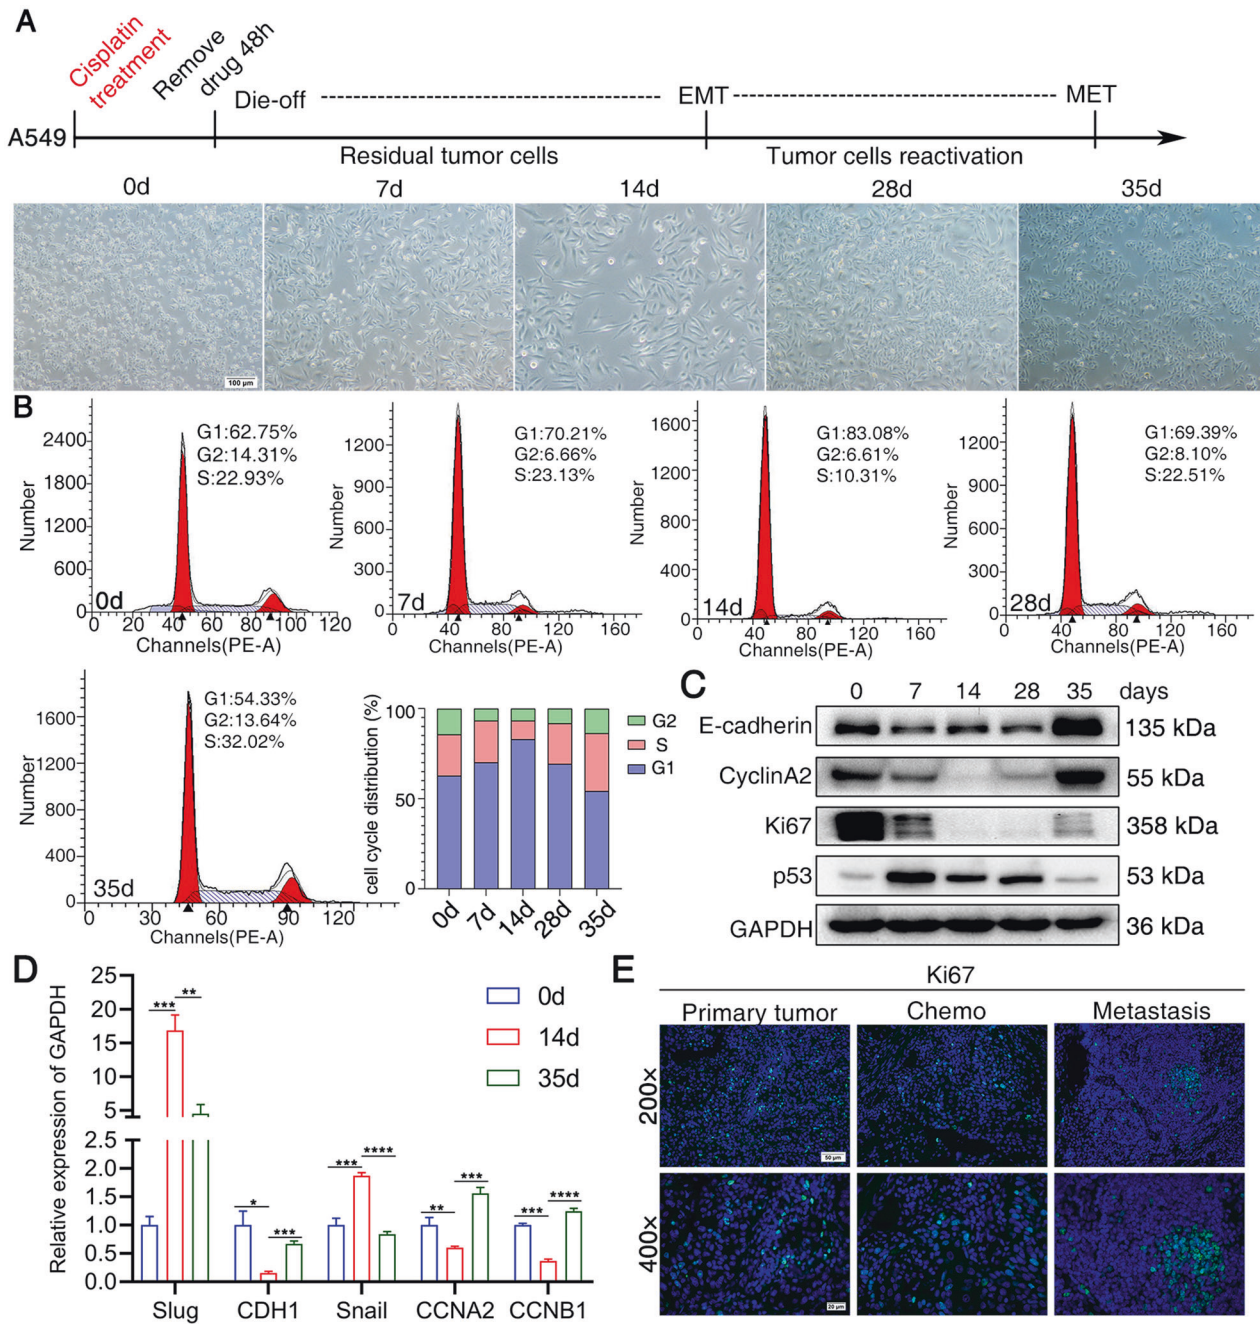 A
Cisplatin
treatment
Remove
drug 48h
Die-off
EMT
MET
A549
Residual tumor cells
Tumor cells reactivation
0d
7d
14d
28d
35d
100 μm
B
2400
1800
1200
600
0
Number
G1:62.75%
G2:14.31%
S:22.93%
0d
0 20 40 60 80 100 120
Channels(PE-A)
1200
900
600
300
0
Number
G1:70.21%
G2:6.66%
S:23.13%
7d
0 40 80 120 160
Channels(PE-A)
1600
1200
800
400
0
Number
G1:83.08%
G2:6.61%
S:10.31%
14d
0 40 80 120 160
Channels(PE-A)
1200
900
600
300
0
Number
G1:69.39%
G2:8.10%
S:22.51%
28d
0 40 80 120 160
Channels(PE-A)
1600
1200
800
400
0
Number
G1:54.33%
G2:13.64%
S:32.02%
35d
0 30 60 90 120
Channels(PE-A)
cell cycle distribution (%)
100
50
0
0d
7d
14d
28d
35d
G2
S
G1
C
0 7 14 28 35 days
E-cadherin 135 kDa
CyclinA2 55 kDa
Ki67 358 kDa
p53 53 kDa
GAPDH 36 kDa
D
Relative expression of GAPDH
25
20
15
10
5
2.5
2.0
1.5
1.0
0.5
0.0
*** **
* ***
*** ****
** ***
*** ****
0d
14d
35d
Slug CDH1 Snail CCNA2 CCNB1
E
Ki67
Primary tumor Chemo Metastasis
200×
50 μm
400×
20 μm